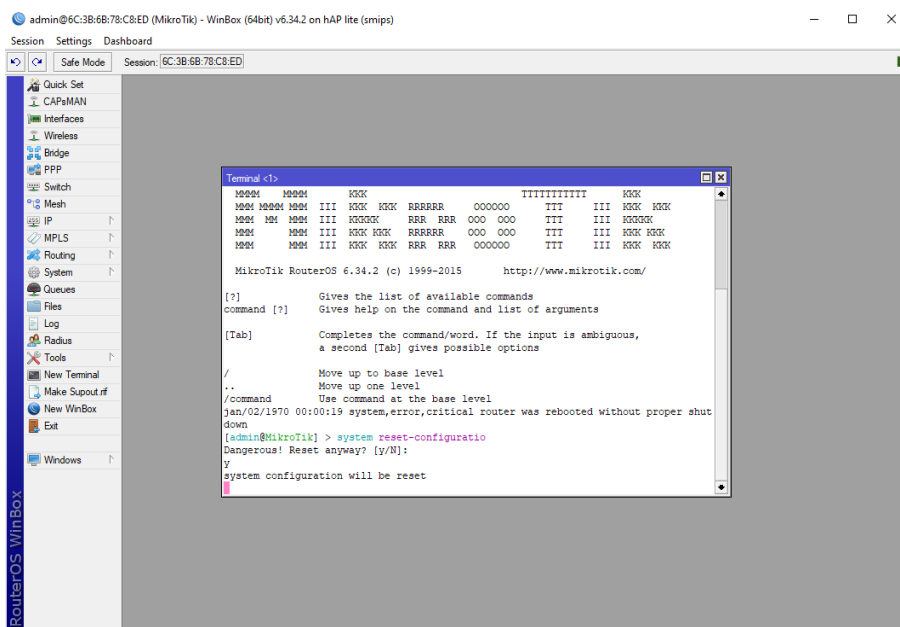 admin@6C:3B:6B:78:C8:ED (MikroTik) - WinBox (64bit) v6.34.2 on hAP lite (smips)
Session Settings Dashboard
Safe Mode Session: 6C:3B:6B:78:C8:ED
Quick Set
CAPsMAN
Interfaces
Wireless
Bridge
PPP
Switch
Mesh
IP
MPLS
Routing
System
Queues
Files
Log
Radius
Tools
New Terminal
Make Supout.rif
New WinBox
Exit
Windows
RouterOS WinBox
Terminal <1>
MMMM    MMMM       KKK                          TTTTTTTTTTT      KKK
MMM MMMM MMM  III  KKK  KKK  RRRRRR     OOOOOO      TTT     III  KKK  KKK
MMM  MM  MMM  III  KKKKK     RRR  RRR  OOO  OOO     TTT     III  KKKKK
MMM      MMM  III  KKK KKK   RRRRRR    OOO  OOO     TTT     III  KKK KKK
MMM      MMM  III  KKK  KKK  RRR  RRR   OOOOOO      TTT     III  KKK  KKK
MikroTik RouterOS 6.34.2 (c) 1999-2015       http://www.mikrotik.com/
[?]             Gives the list of available commands
command [?]     Gives help on the command and list of arguments
[Tab]           Completes the command/word. If the input is ambiguous,
a second [Tab] gives possible options
/               Move up to base level
..              Move up one level
/command        Use command at the base level
jan/02/1970 00:00:19 system,error,critical router was rebooted without proper shut
down
[admin@MikroTik] > system reset-configuratio
Dangerous! Reset anyway? [y/N]:
y
system configuration will be reset